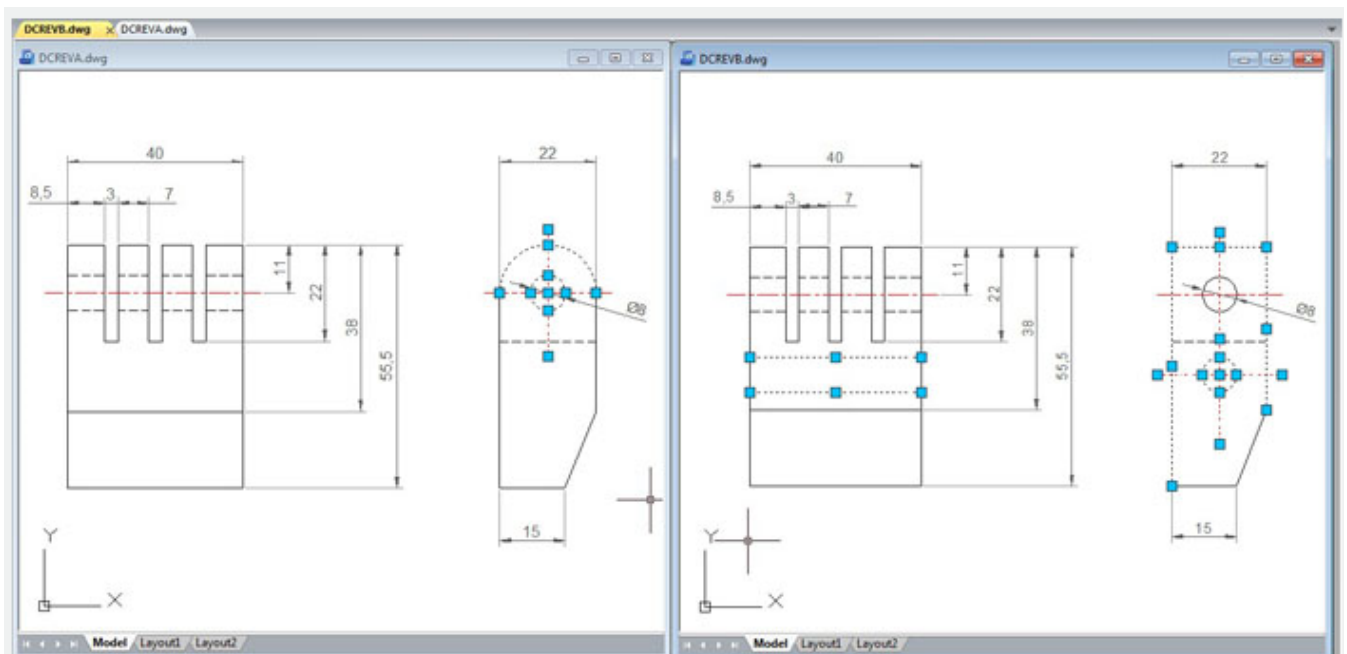 DCREVB.dwg DCREVA.dwg
DCREVA.dwg
40
22
8,5 3 7
11
22
Ø8
38
55,5
15
Y
X
Model Layout1 Layout2
DCREVB.dwg
40
22
8,5 3 7
11
22
Ø8
38
55,5
15
Y
X
Model Layout1 Layout2